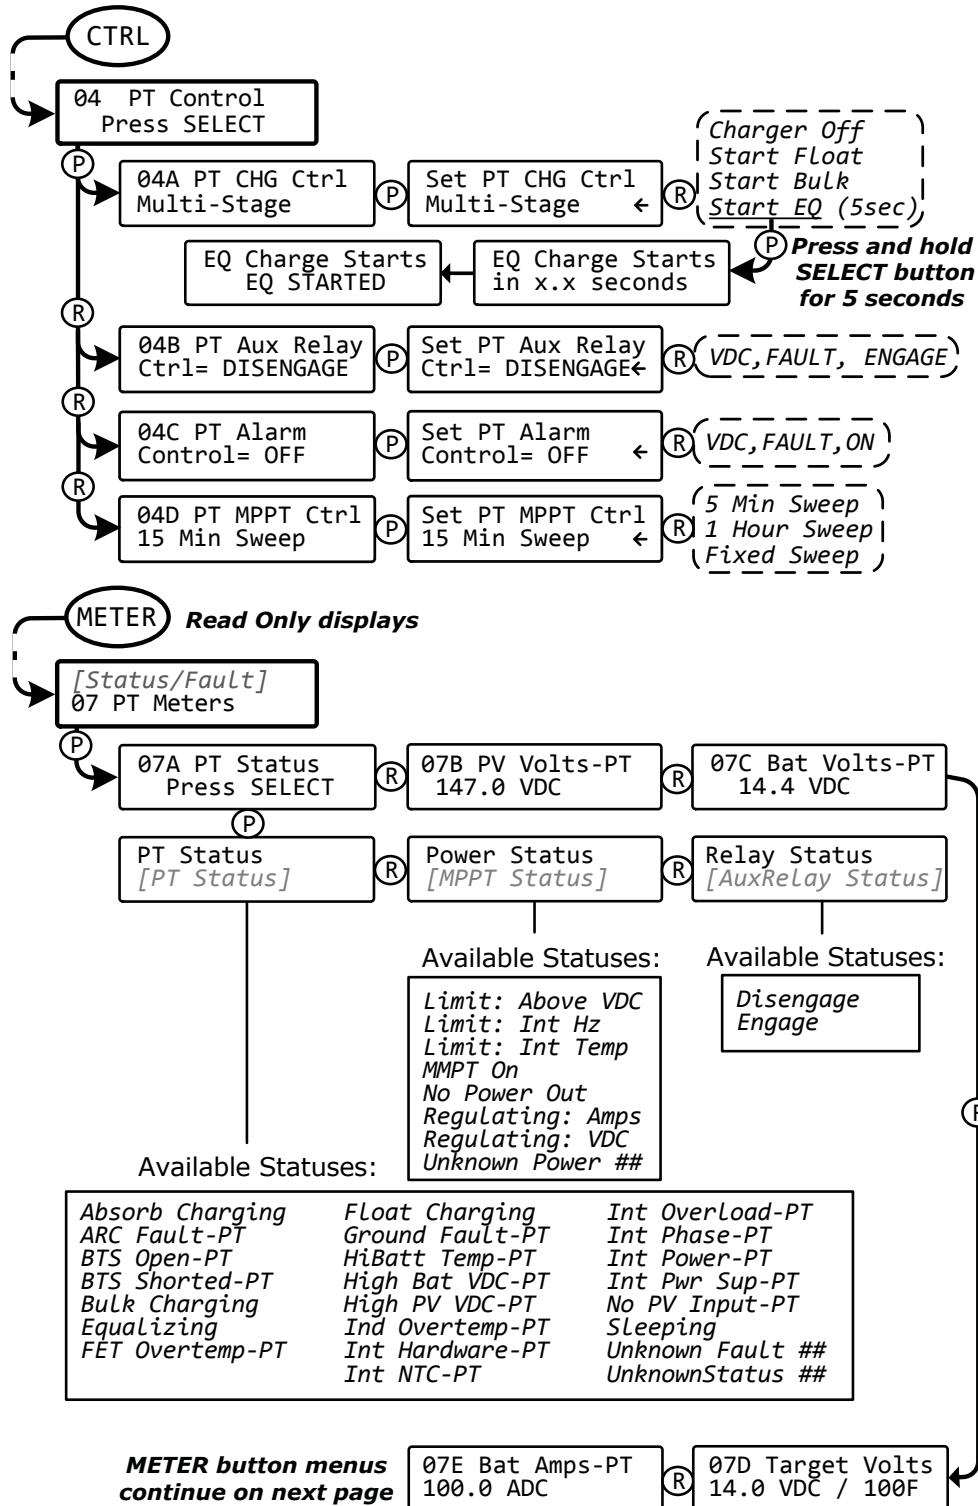 CTRL
04  PT Control
Press SELECT
P
04A PT CHG Ctrl
Multi-Stage
P
Set PT CHG Ctrl
Multi-Stage ←
R
Charger Off
Start Float
Start Bulk
Start EQ (5sec)
P
Press and hold
SELECT button
for 5 seconds
EQ Charge Starts
in x.x seconds
EQ Charge Starts
EQ STARTED
R
04B PT Aux Relay
Ctrl= DISENGAGE
P
Set PT Aux Relay
Ctrl= DISENGAGE←
R
VDC,FAULT, ENGAGE
R
04C PT Alarm
Control= OFF
P
Set PT Alarm
Control= OFF ←
R
VDC,FAULT,ON
R
04D PT MPPT Ctrl
15 Min Sweep
P
Set PT MPPT Ctrl
15 Min Sweep ←
R
5 Min Sweep
1 Hour Sweep
Fixed Sweep
METER
Read Only displays
[Status/Fault]
07 PT Meters
P
07A PT Status
Press SELECT
R
07B PV Volts-PT
147.0 VDC
R
07C Bat Volts-PT
14.4 VDC
P
PT Status
[PT Status]
R
Power Status
[MPPT Status]
R
Relay Status
[AuxRelay Status]
Available Statuses:
Limit: Above VDC
Limit: Int Hz
Limit: Int Temp
MMPT On
No Power Out
Regulating: Amps
Regulating: VDC
Unknown Power ##
Available Statuses:
Disengage
Engage
Available Statuses:
Absorb Charging
ARC Fault-PT
BTS Open-PT
BTS Shorted-PT
Bulk Charging
Equalizing
FET Overtemp-PT
Float Charging
Ground Fault-PT
HiBatt Temp-PT
High Bat VDC-PT
High PV VDC-PT
Ind Overtemp-PT
Int Hardware-PT
Int NTC-PT
Int Overload-PT
Int Phase-PT
Int Power-PT
Int Pwr Sup-PT
No PV Input-PT
Sleeping
Unknown Fault ##
UnknownStatus ##
METER button menus
continue on next page
07E Bat Amps-PT
100.0 ADC
R
07D Target Volts
14.0 VDC / 100F